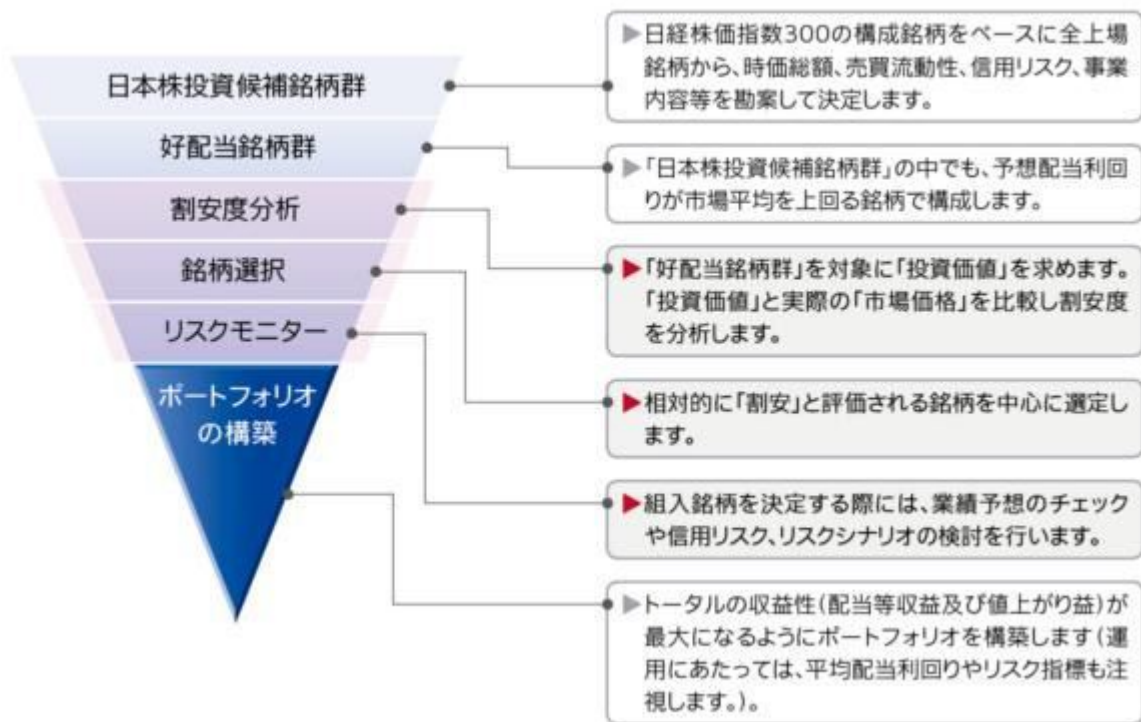 日本株投資候補銘柄群
好配当銘柄群
割安度分析
銘柄選択
リスクモニター
ポートフォリオ
の構築
▶日経株価指数300の構成銘柄をベースに全上場
銘柄から、時価総額、売買流動性、信用リスク、事業
内容等を勘案して決定します。
▶「日本株投資候補銘柄群」の中でも、予想配当利回
りが市場平均を上回る銘柄で構成します。
▶「好配当銘柄群」を対象に「投資価値」を求めます。
「投資価値」と実際の「市場価格」を比較し割安度
を分析します。
▶相対的に「割安」と評価される銘柄を中心に選定し
ます。
▶組入銘柄を決定する際には、業績予想のチェック
や信用リスク、リスクシナリオの検討を行います。
▶トータルの収益性(配当等収益及び値上がり益)が
最大になるようにポートフォリオを構築します(運
用にあたっては、平均配当利回りやリスク指標も注
視します。)。